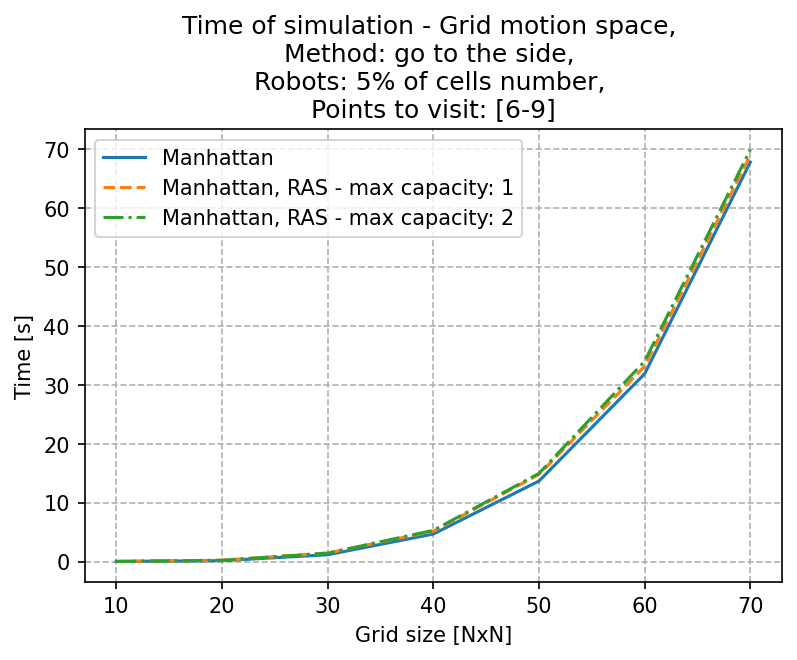 Time of simulation - Grid motion space,
Method: go to the side,
Robots: 5% of cells number,
Points to visit: [6-9]
Manhattan
Manhattan, RAS - max capacity: 1
Manhattan, RAS - max capacity: 2
Time [s]
70
60
50
40
30
20
10
0
10 20 30 40 50 60 70
Grid size [NxN]